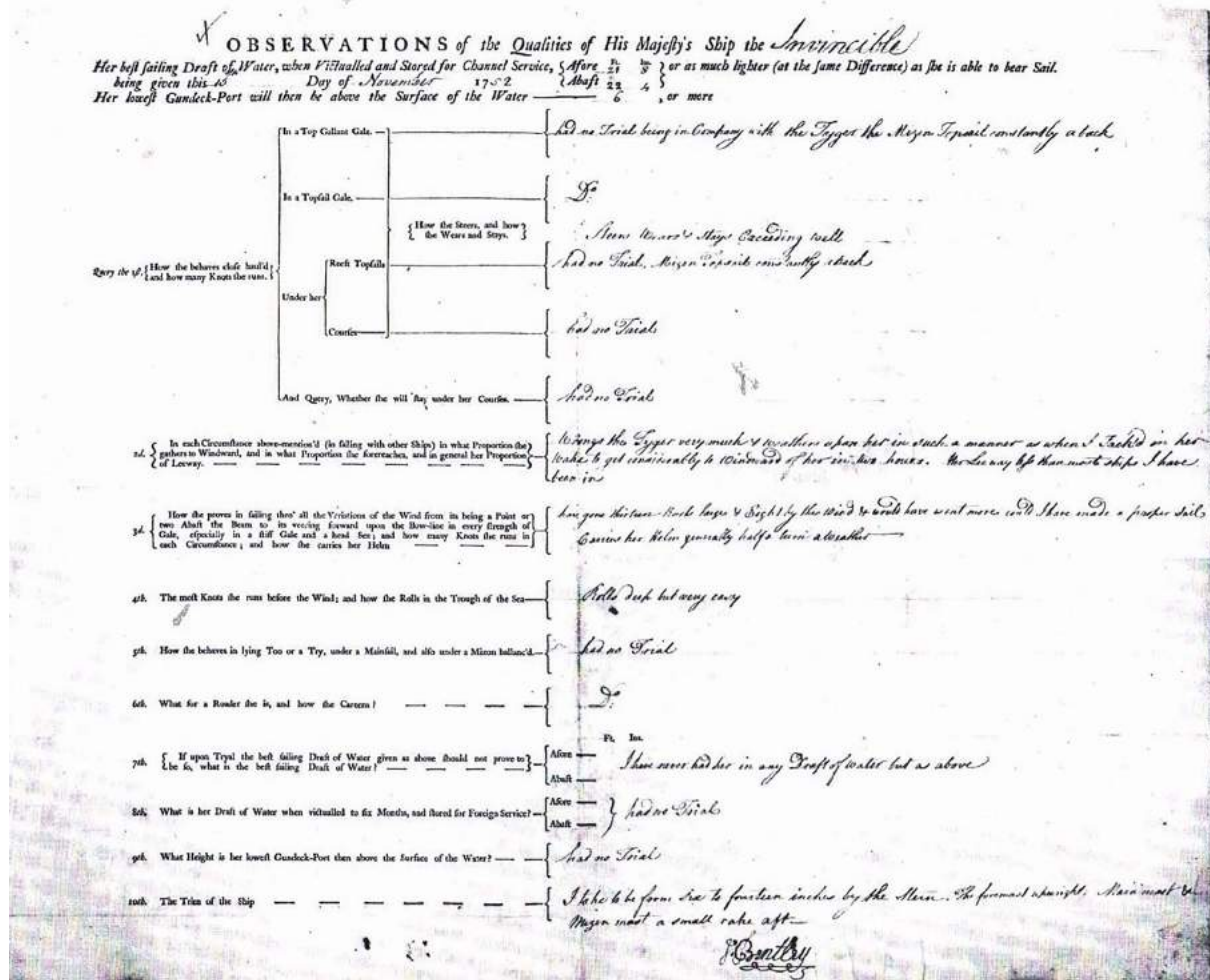 OBSERVATIONS of the Qualities of His Majesty's Ship the Invincible
Her best sailing Draft of Water, when Victualled and Stored for Channel Service, { Afore 21 5 } or as much lighter (at the same Difference) as she is able to bear Sail.
being given this 15 Day of November 1752 { Abaft 22 4 }
Her lowest Gundeck-Port will then be above the Surface of the Water 6 , or more
In a Top Gallant Gale. had no Trial being in Company with the Tyger the Mizen Topsail constantly a back
In a Topsail Gale. Do
{ How she Steers, and how she Wears and Stays. } Steers Wears & Stays Exceeding well
Query the 1st. { How she behaves close haul'd and how many Knots she runs. }
Under her
Reeft Topsails had no Trial, Mizen Topsail constantly aback
Courses had no Trial
And Query, Whether she will stay under her Courses. had no Trial
2d. { In each Circumstance above-mention'd (in sailing with other Ships) in what Proportion she
gathers to Windward, and in what Proportion she forereaches, and in general her Proportion
of Leeway.
Wrongs the Tyger very much & weathers upon her in such a manner as when I Tack'd in her
Wake to get considerably to Windward of her in two hours. Her Lee way less than most ships I have
been in
3d. { How she proves in sailing thro' all the Variations of the Wind from its being a Point or
two Abaft the Beam to its veering forward upon the Bow-line in every strength of
Gale, especially in a stiff Gale and a head Sea; and how many Knots she runs in
each Circumstance; and how she carries her Helm
have gone thirteen Knots large & Eight by the Wind & would have went more could I have made a proper Sail
Carries her Helm generally half a turn a weather
4th. The most Knots she runs before the Wind; and how she Rolls in the Trough of the Sea Rolls deep but very easy
5th. How she behaves in lying Too or a Try, under a Mainsail, and also under a Mizon ballanc'd had no Trial
6th. What for a Roader she is, and how she Careens? Do
Ft. Ins.
7th. { If upon Tryal the best sailing Draft of Water given as above should not prove to
be so, what is the best sailing Draft of Water? Afore
Abaft
I have never had her in any Draft of water but as above
8th. What is her Draft of Water when victualled to six Months, and stored for Foreign Service? Afore
Abaft
had no Trial
9th. What Height is her lowest Gundeck-Port then above the Surface of the Water? had no Trial
10th. The Trim of the Ship I take to be form Six to fourteen inches by the Stern. The foremast upright. Main mast &
Mizen mast a small rake aft
J Bentley